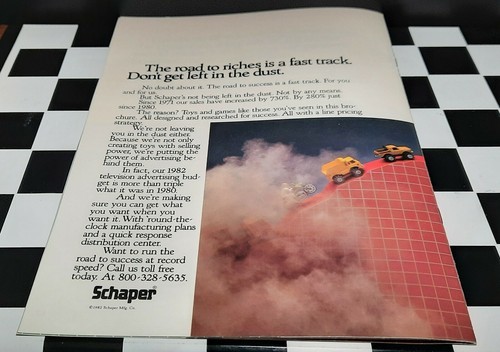 The road to riches is a fast track.
Don't get left in the dust.
No doubt about it. The road to success is a fast track. For you
and for us.
But Schaper's not being left in the dust. Not by any means.
Since 1971 our sales have increased by 730%. By 280% just
since 1980.
The reason? Toys and games like those you've seen in this bro-
chure. All designed and researched for success. All with a line pricing
strategy.
We're not leaving
you in the dust either.
Because we're not only
creating toys with selling
power, we're putting the
power of advertising be-
hind them.
In fact, our 1982
television advertising bud-
get is more than triple
what it was in 1980.
And we're making
sure you can get what
you want when you
want it. With 'round-the-
clock manufacturing plans
and a quick response
distribution center.
Want to run the
road to success at record
speed? Call us toll free
today. At 800-328-5635.
Schaper®
©1982 Schaper Mfg. Co.